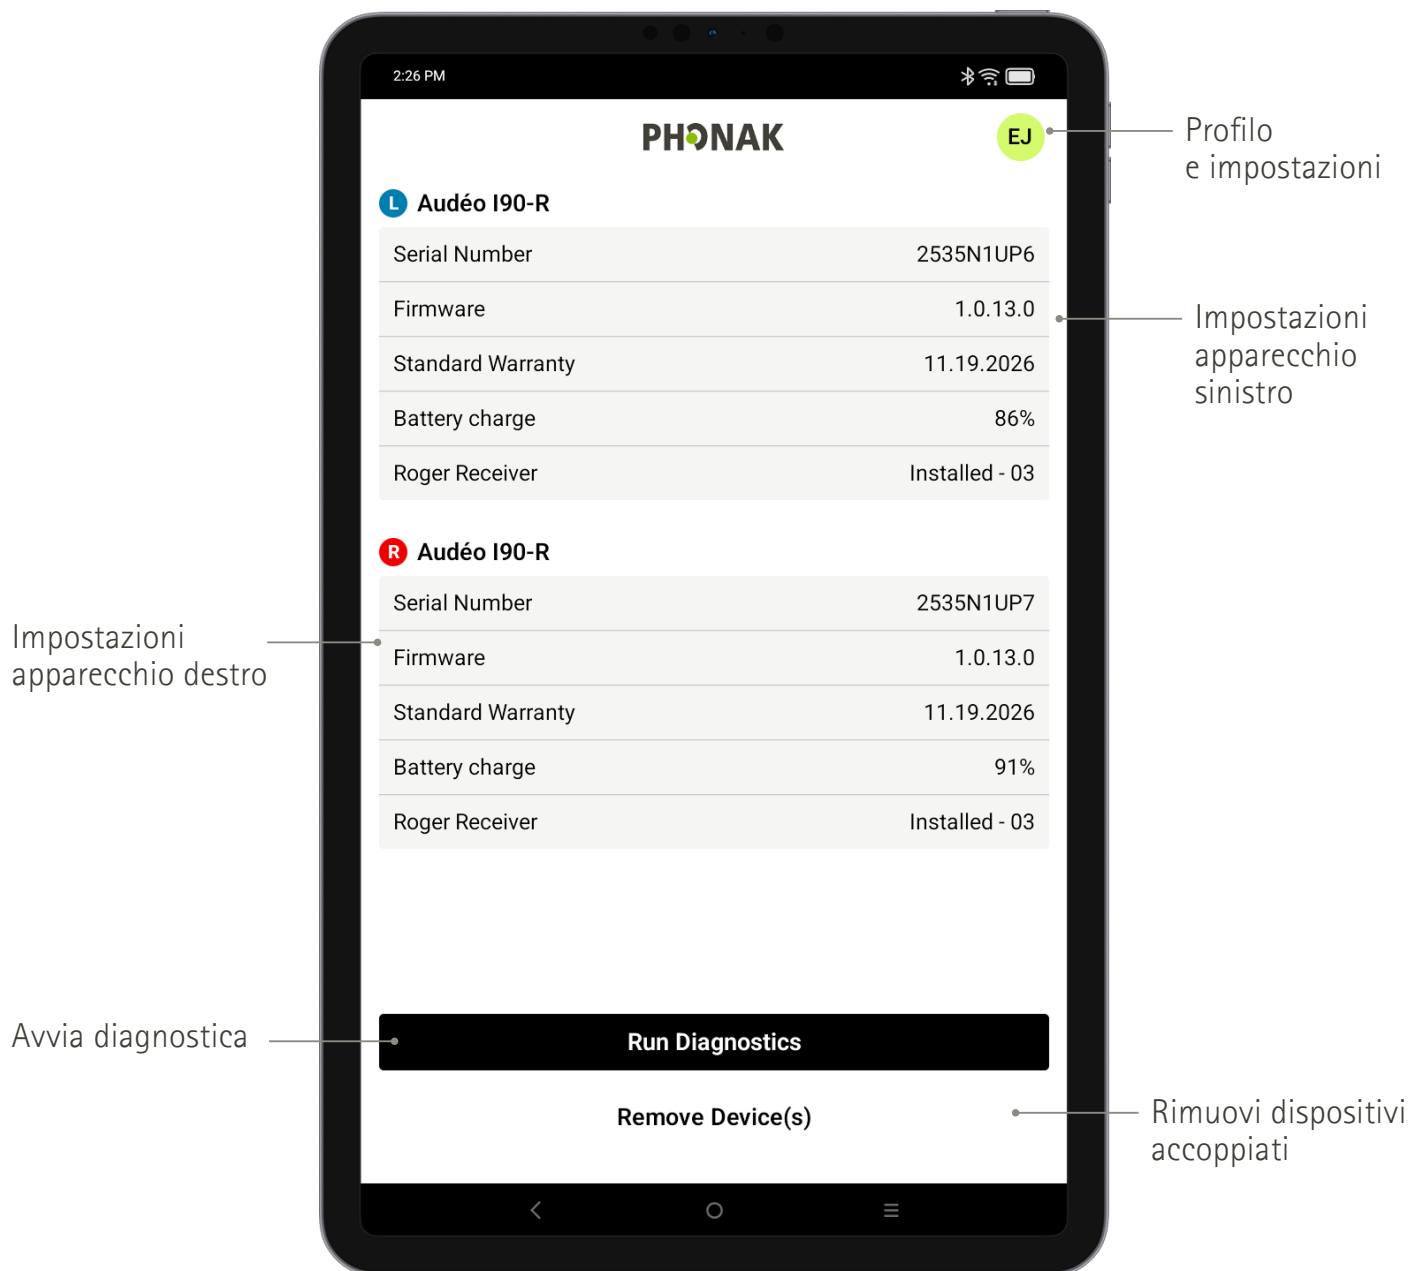 2:26 PM
PHONAK
EJ
Profilo
e impostazioni
L Audéo I90-R
Serial Number 2535N1UP6
Firmware 1.0.13.0
Standard Warranty 11.19.2026
Battery charge 86%
Roger Receiver Installed - 03
Impostazioni
apparecchio
sinistro
R Audéo I90-R
Serial Number 2535N1UP7
Firmware 1.0.13.0
Standard Warranty 11.19.2026
Battery charge 91%
Roger Receiver Installed - 03
Impostazioni
apparecchio destro
Avvia diagnostica
Run Diagnostics
Remove Device(s)
Rimuovi dispositivi
accoppiati